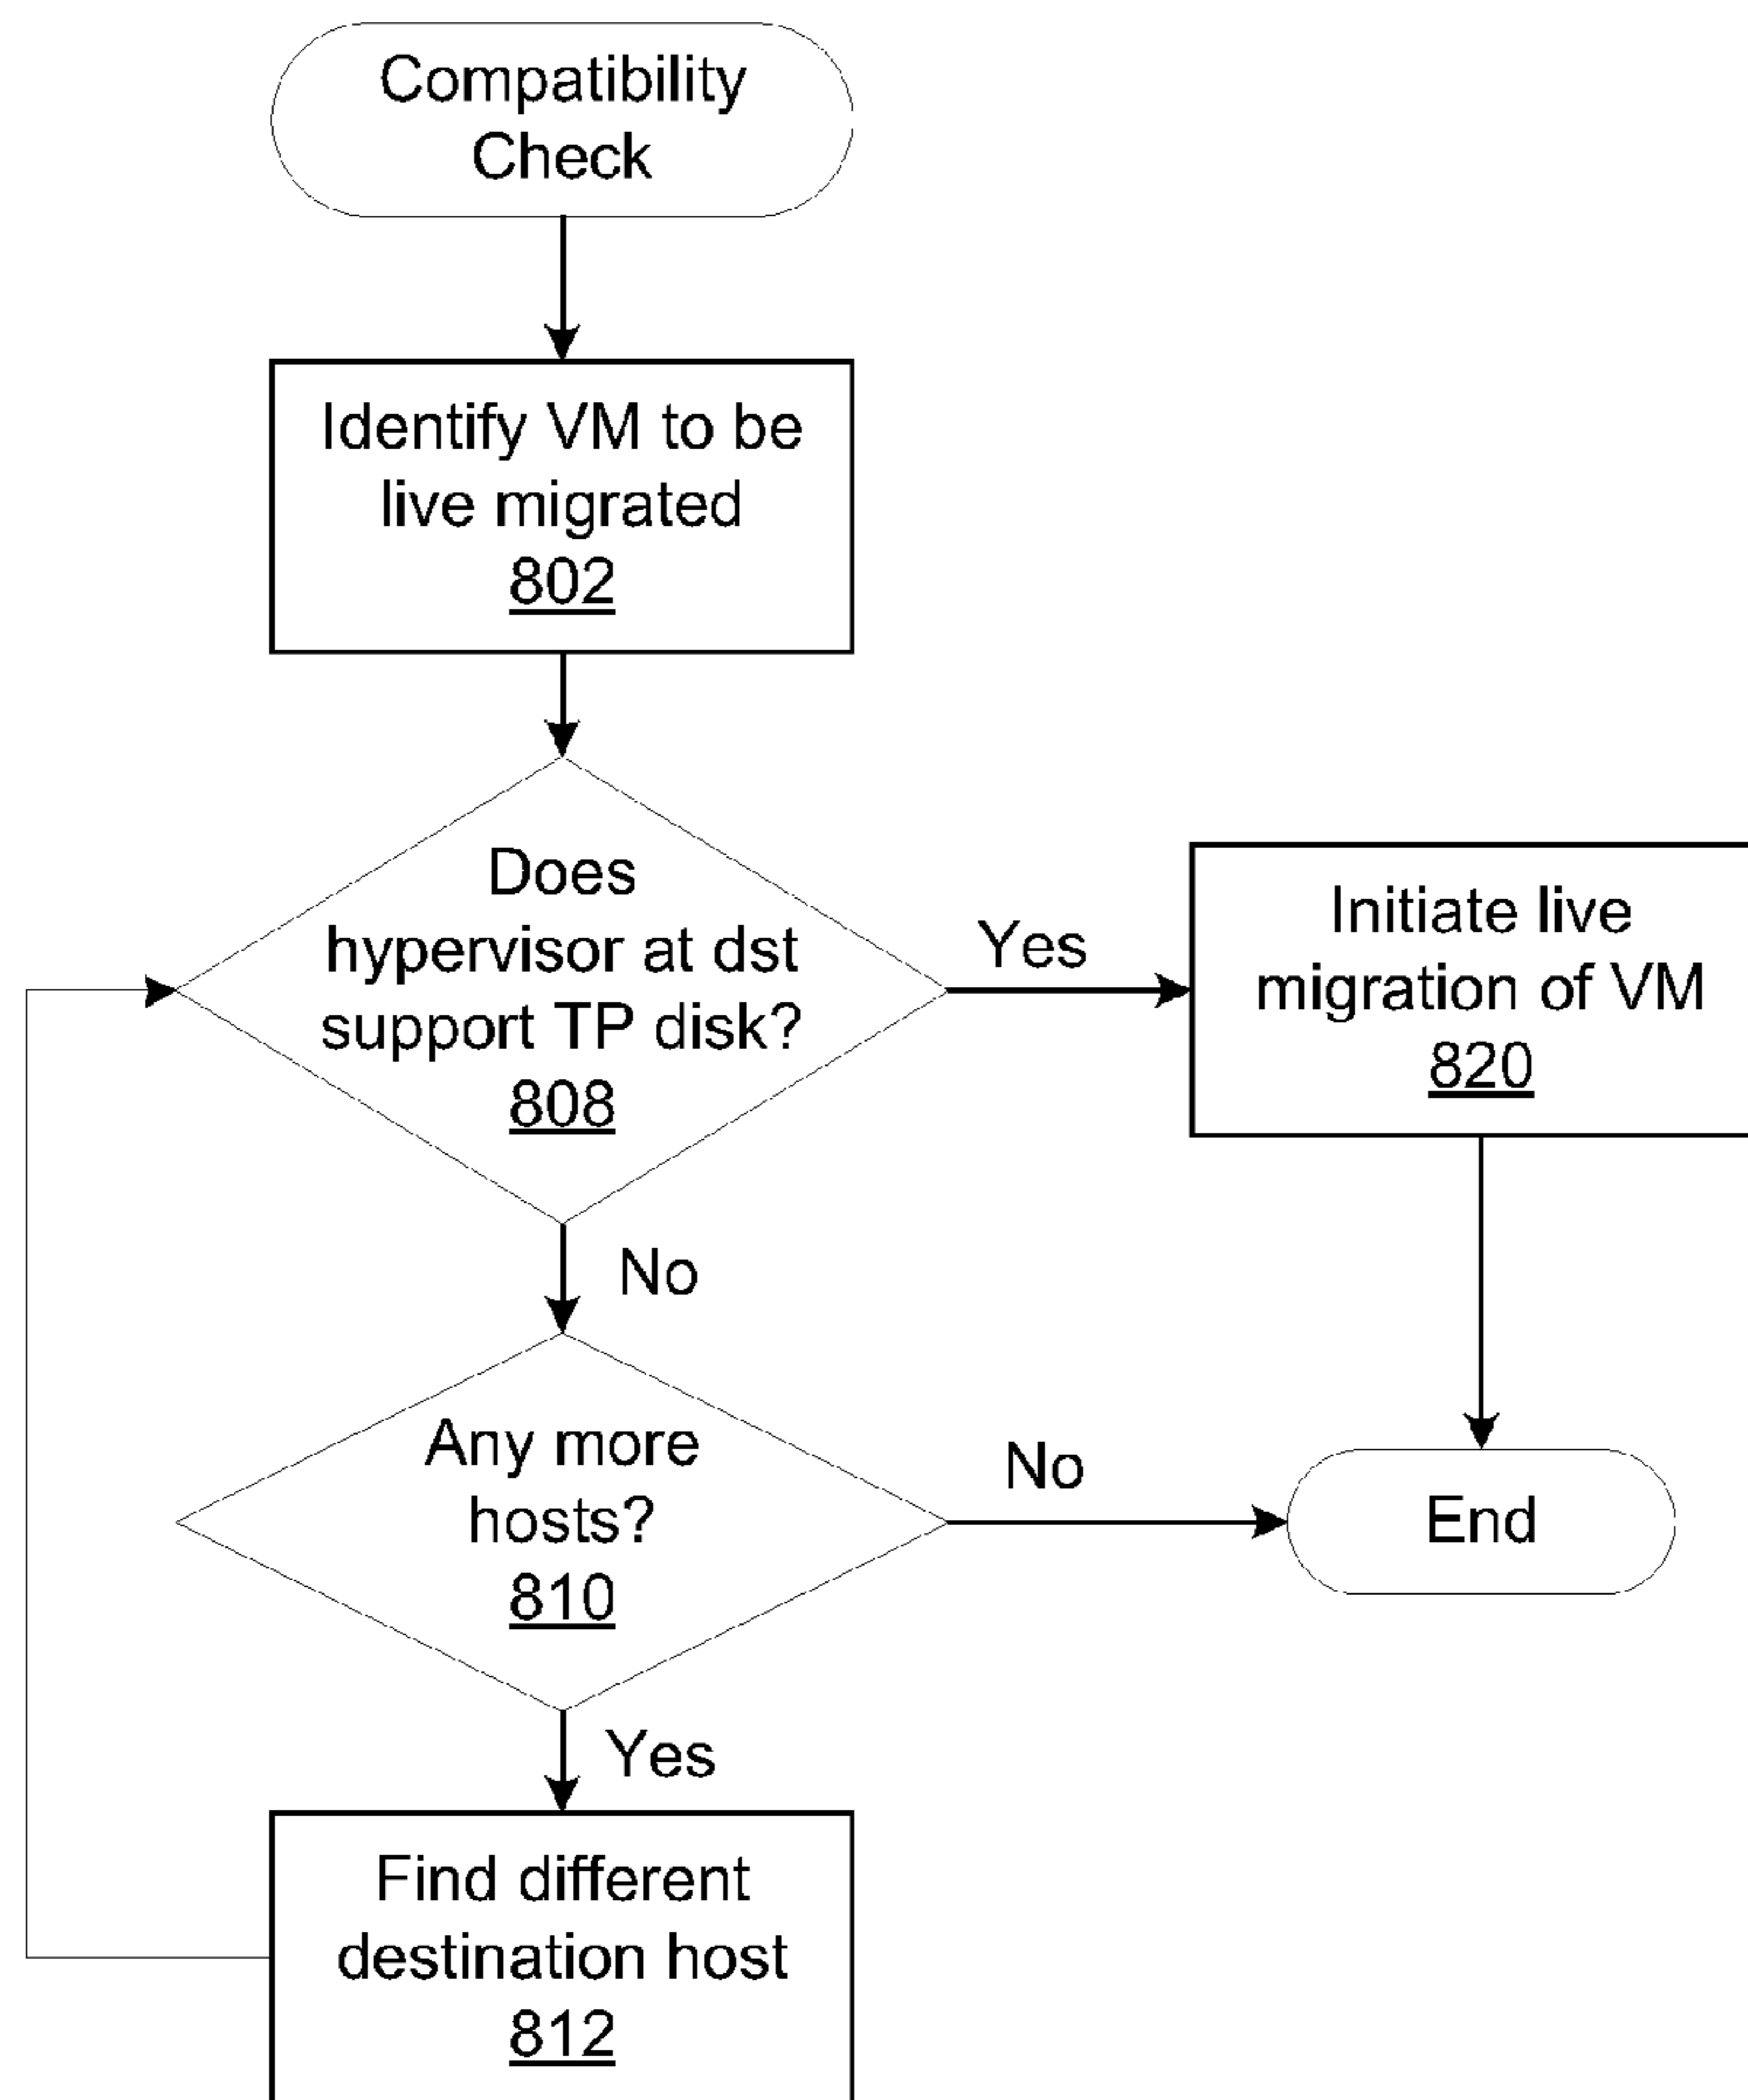 Compatibility
Check
Identify VM to be
live migrated
802
Does
hypervisor at dst
support TP disk?
808
Yes
Initiate live
migration of VM
820
No
Any more
hosts?
810
No
End
Yes
Find different
destination host
812